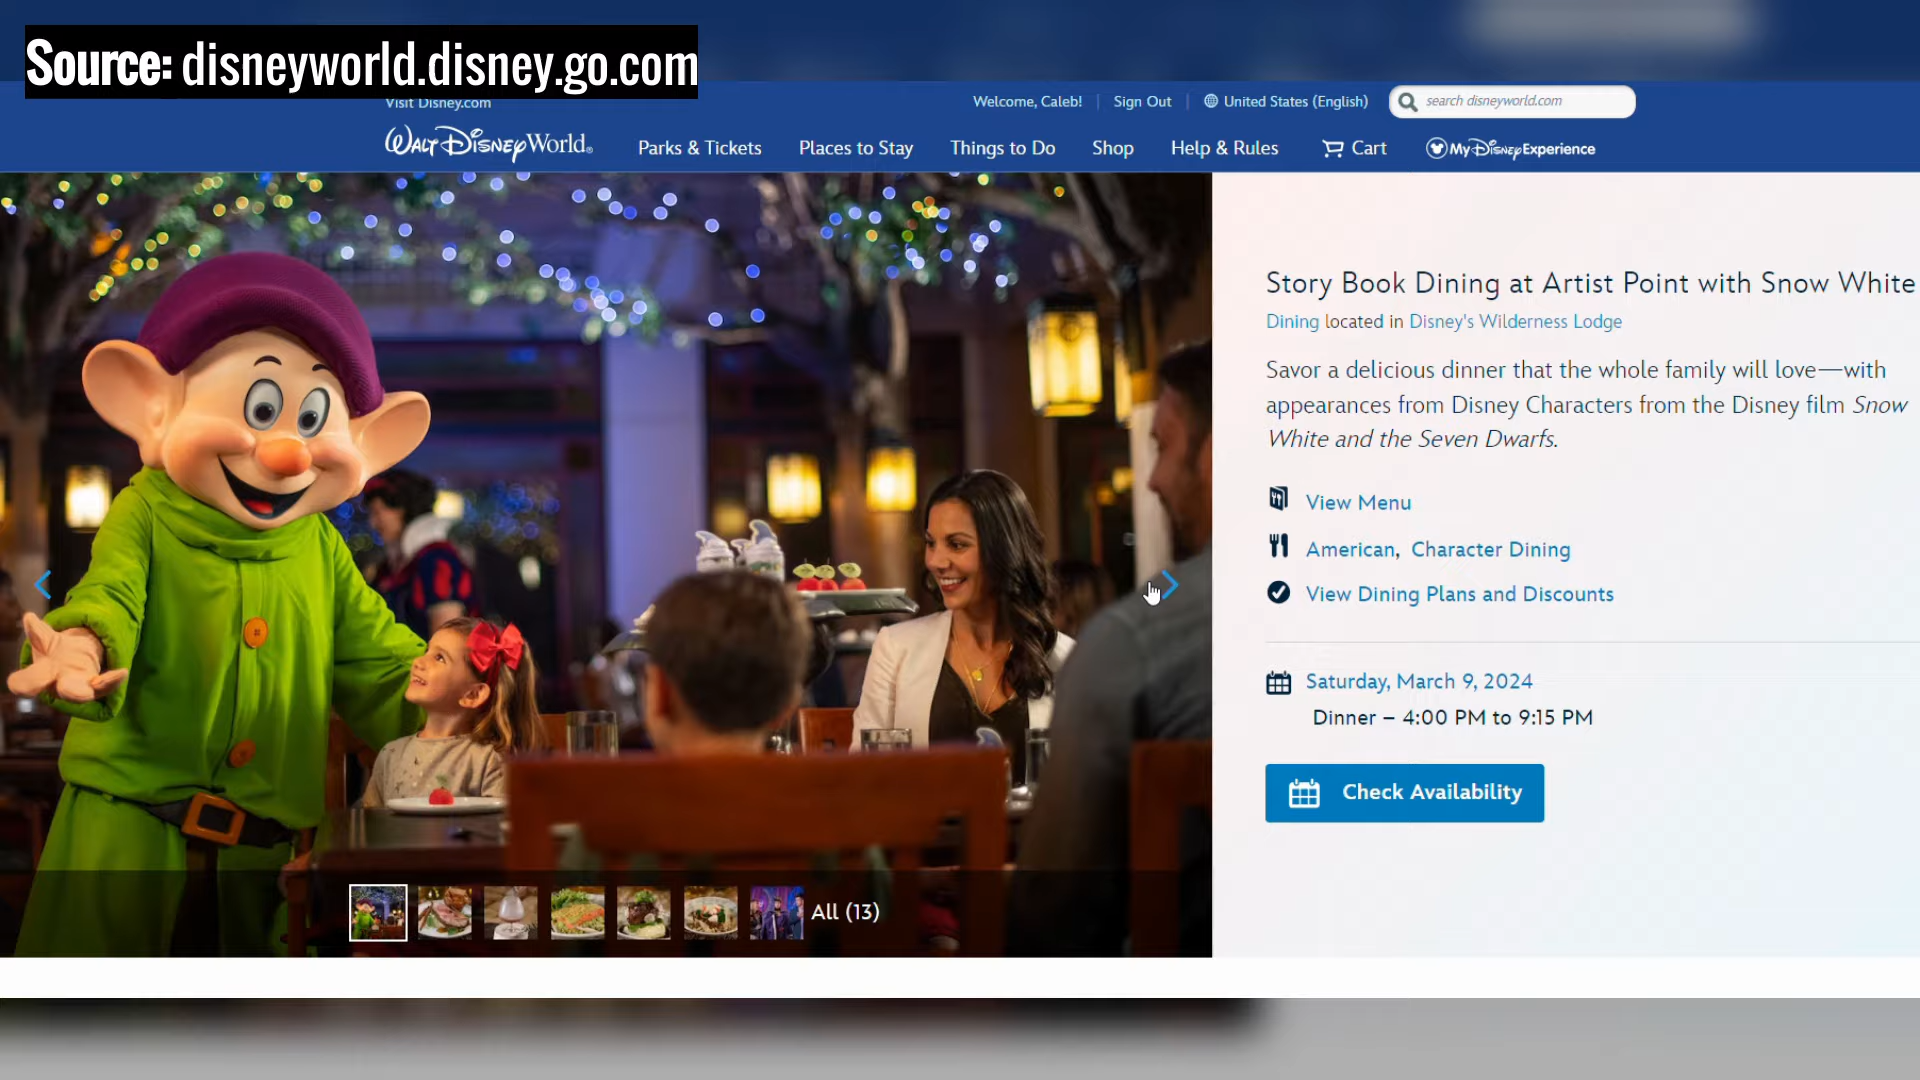 Source: disneyworld.disney.go.com
Visit Disney.com
Welcome, Caleb!
Sign Out
United States (English)
search disneyworld.com
Walt Disney World
Parks & Tickets
Places to Stay
Things to Do
Shop
Help & Rules
Cart
My Disney Experience
Story Book Dining at Artist Point with Snow White
Dining located in Disney's Wilderness Lodge
Savor a delicious dinner that the whole family will love—with
appearances from Disney Characters from the Disney film Snow
White and the Seven Dwarfs.
View Menu
American, Character Dining
View Dining Plans and Discounts
Saturday, March 9, 2024
Dinner – 4:00 PM to 9:15 PM
Check Availability
All (13)